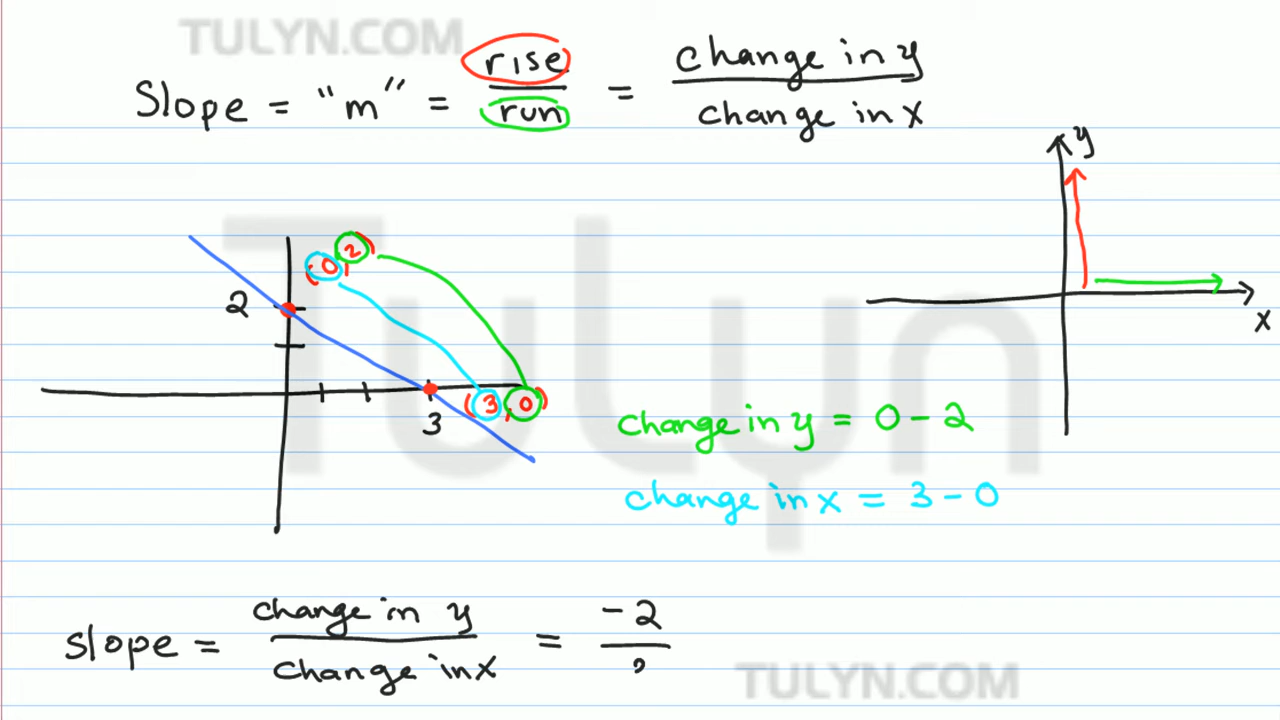 TULYN.COM
Slope = "m" = rise/run = change in y/change in x
y
x
(0, 2)
2
3
(3, 0)
Tulyn
change in y = 0 - 2
change in x = 3 - 0
slope = change in y/change in x = -2/
TULYN.COM